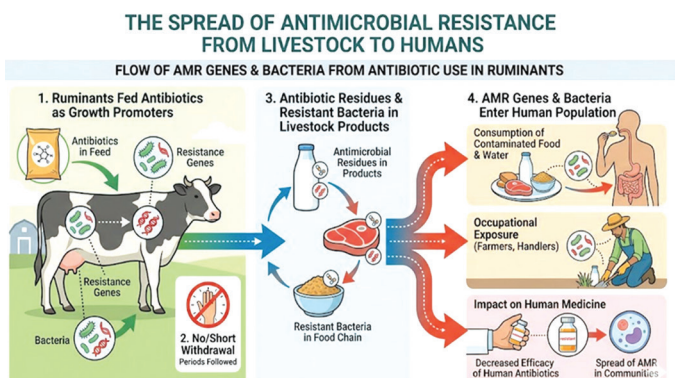 THE SPREAD OF ANTIMICROBIAL RESISTANCE
FROM LIVESTOCK TO HUMANS
FLOW OF AMR GENES & BACTERIA FROM ANTIBIOTIC USE IN RUMINANTS
1. Ruminants Fed Antibiotics
as Growth Promoters
Antibiotics
in Feed
Resistance
Genes
Resistance
Genes
Bacteria
2. No/Short
Withdrawal
Periods Followed
3. Antibiotic Residues &
Resistant Bacteria in
Livestock Products
Antimicrobial
Residues in
Products
Resistant Bacteria
in Food Chain
4. AMR Genes & Bacteria
Enter Human Population
Consumption of
Contaminated Food
& Water
Occupational
Exposure
(Farmers, Handlers)
Impact on Human Medicine
Decreased Efficacy
of Human Antibiotics
Spread of AMR
in Communities